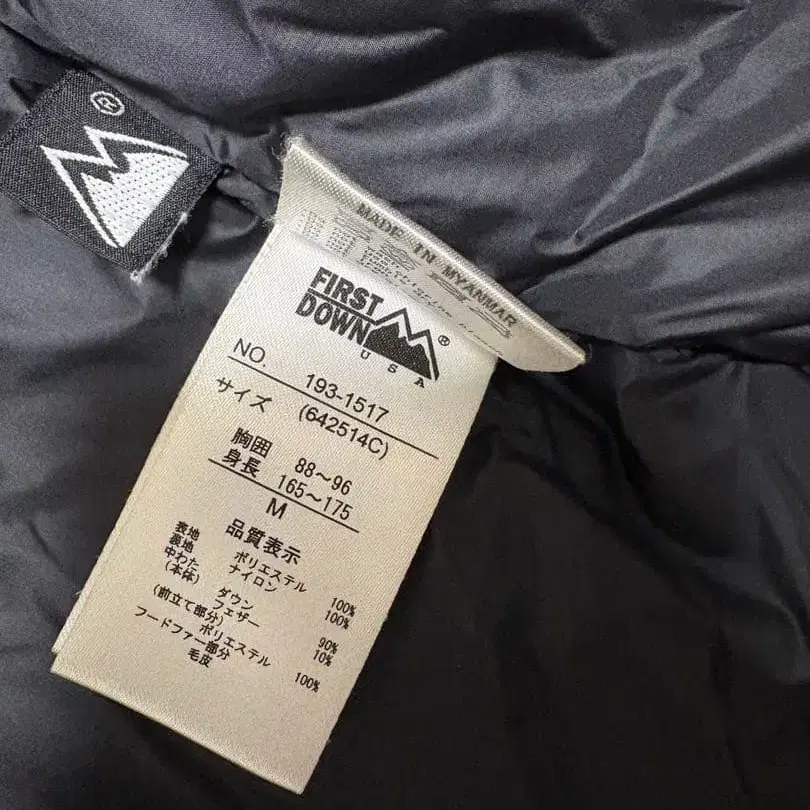 ®
MADE IN MYANMAR
FIRST
DOWN ®
USA
NO. 193-1517
サイズ (642514C)
胸囲 88～96
身長 165～175
M
品質表示
表地 ポリエステル 100%
裏地 ナイロン 100%
中わた
(本体) ダウン 90%
フェザー 10%
(前立て部分) ポリエステル 100%
フードファー部分
毛皮